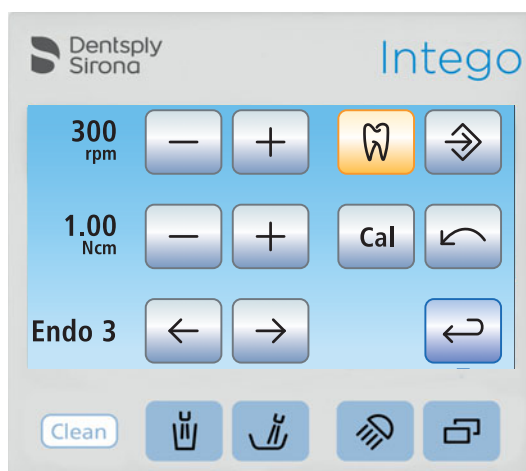 Dentsply
Sirona
Intego
300
rpm
1.00
Ncm
Cal
Endo 3
Clean